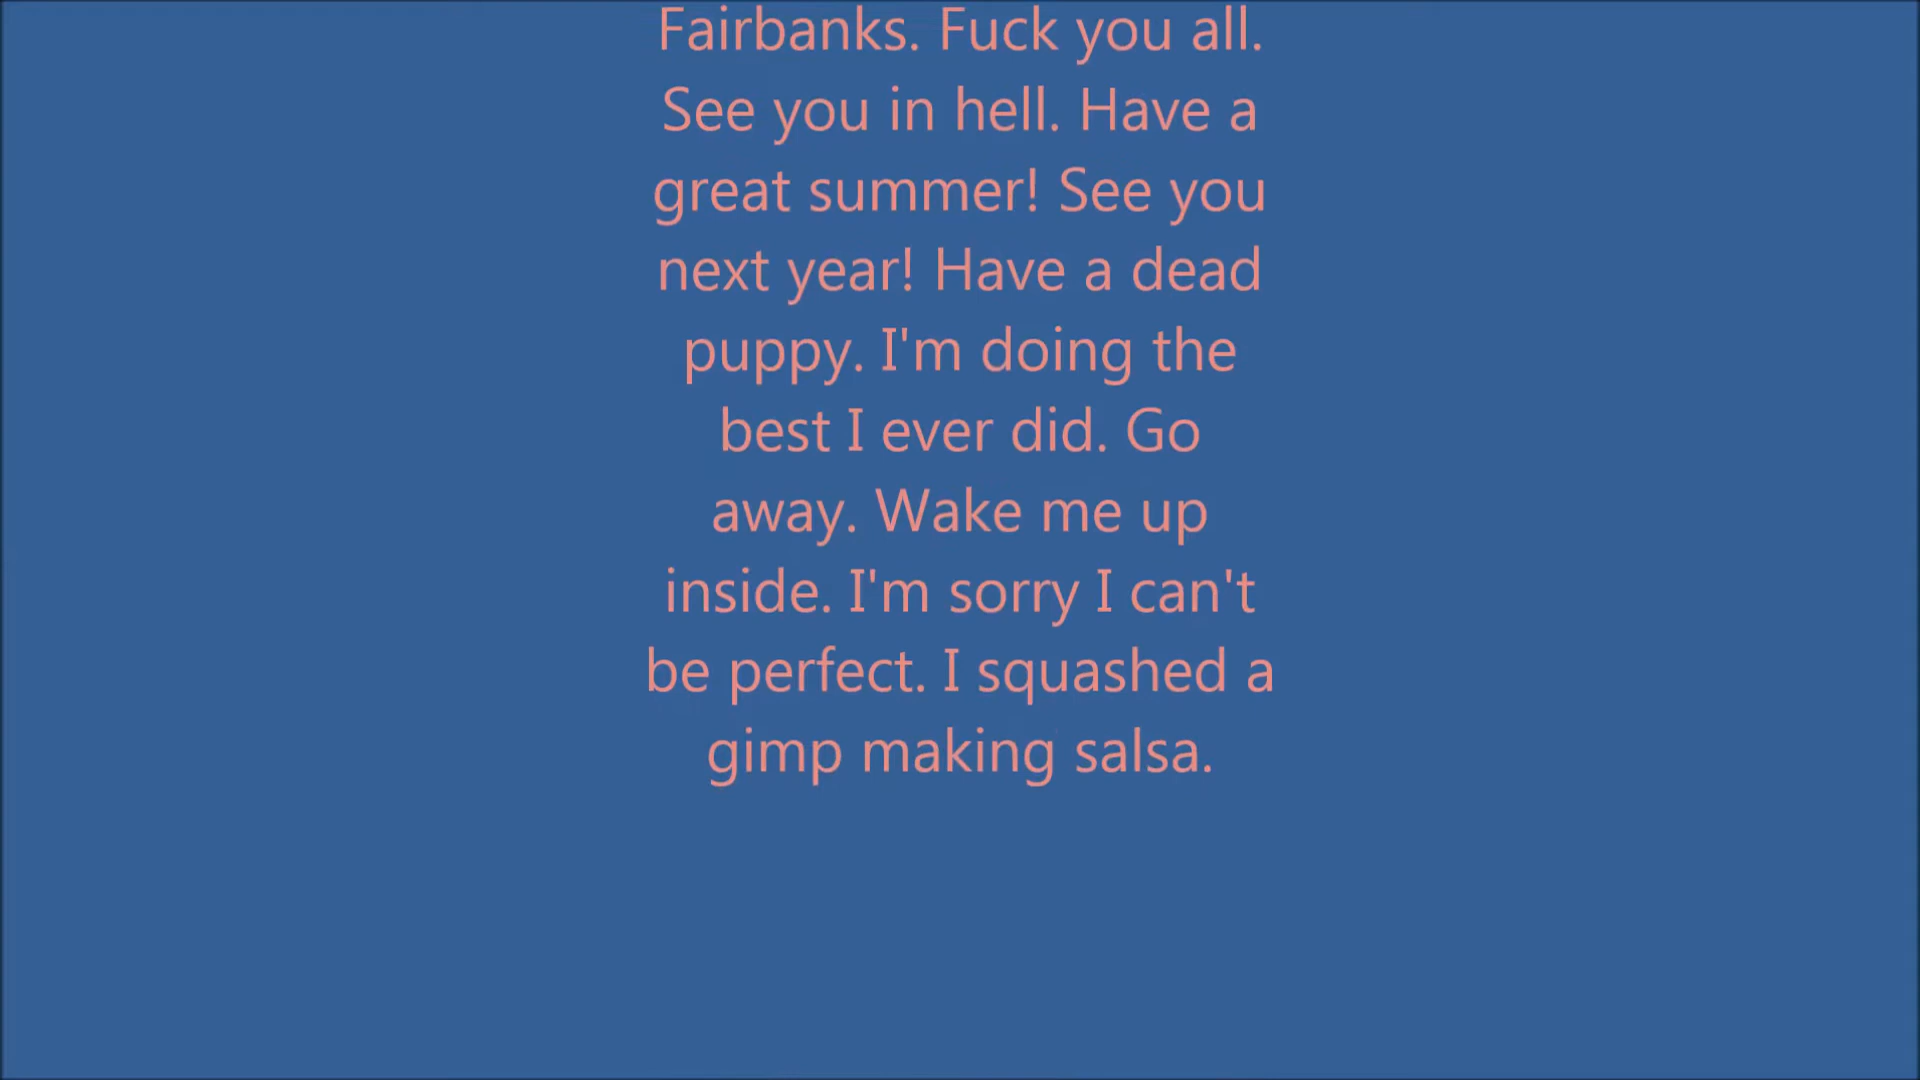 Fairbanks. Fuck you all.
See you in hell. Have a
great summer! See you
next year! Have a dead
puppy. I'm doing the
best I ever did. Go
away. Wake me up
inside. I'm sorry I can't
be perfect. I squashed a
gimp making salsa.